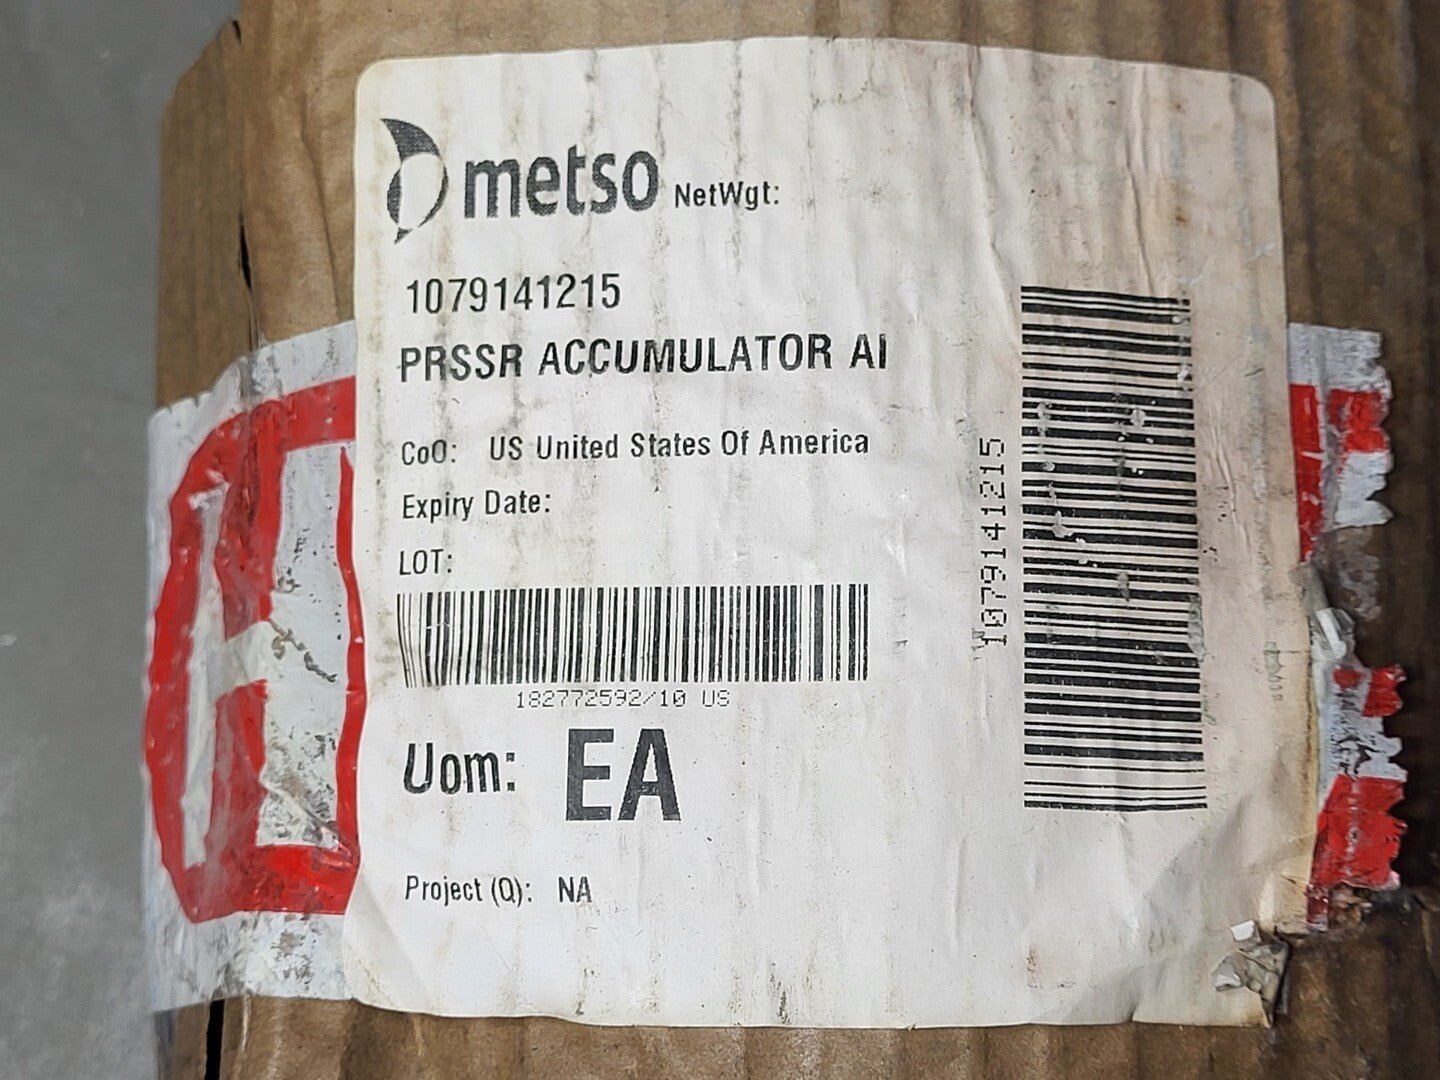 metso NetWgt:
1079141215
PRSSR ACCUMULATOR AI
CoO: US United States Of America
Expiry Date:
LOT:
182772592/10 US
Uom: EA
Project (Q): NA
1079141215